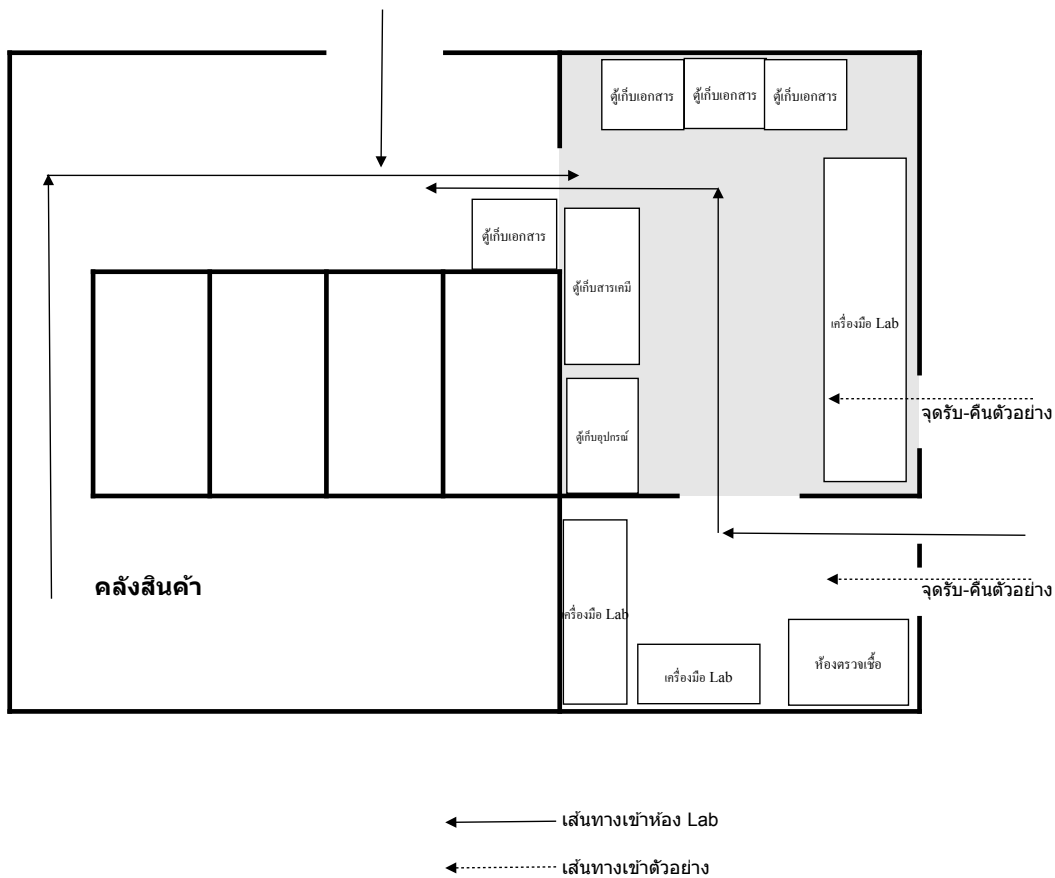 ตู้เก็บเอกสาร
ตู้เก็บเอกสาร
ตู้เก็บเอกสาร
ตู้เก็บเอกสาร
ตู้เก็บสารเคมี
เครื่องมือ Lab
จุดรับ-คืนตัวอย่าง
ตู้เก็บอุปกรณ์
คลังสินค้า
จุดรับ-คืนตัวอย่าง
เครื่องมือ Lab
เครื่องมือ Lab
ห้องตรวจเชื้อ
เส้นทางเข้าห้อง Lab
เส้นทางเข้าตัวอย่าง